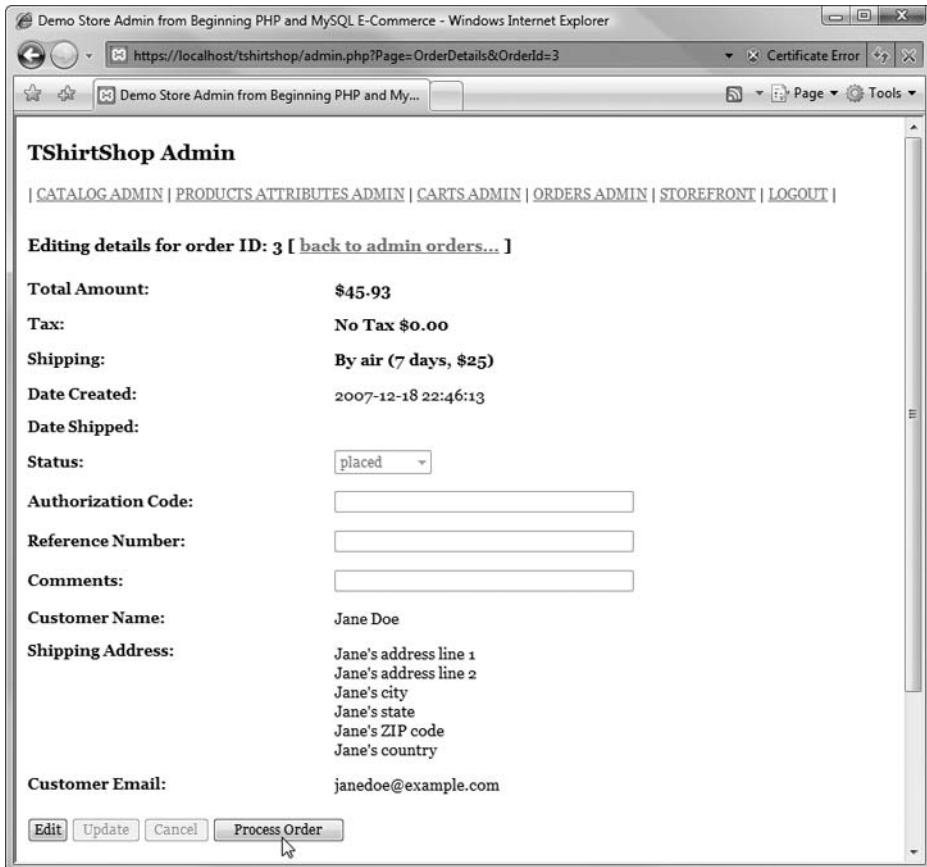 Demo Store Admin from Beginning PHP and MySQL E-Commerce - Windows Internet Explorer
https://localhost/tshirtshop/admin.php?Page=OrderDetails&OrderId=3 Certificate Error
Demo Store Admin from Beginning PHP and My... Page Tools
TShirtShop Admin
| CATALOG ADMIN | PRODUCTS ATTRIBUTES ADMIN | CARTS ADMIN | ORDERS ADMIN | STOREFRONT | LOGOUT |
Editing details for order ID: 3 [ back to admin orders... ]
Total Amount: $45.93
Tax: No Tax $0.00
Shipping: By air (7 days, $25)
Date Created: 2007-12-18 22:46:13
Date Shipped:
Status: placed
Authorization Code:
Reference Number:
Comments:
Customer Name: Jane Doe
Shipping Address: Jane's address line 1
Jane's address line 2
Jane's city
Jane's state
Jane's ZIP code
Jane's country
Customer Email: janedoe@example.com
Edit Update Cancel Process Order